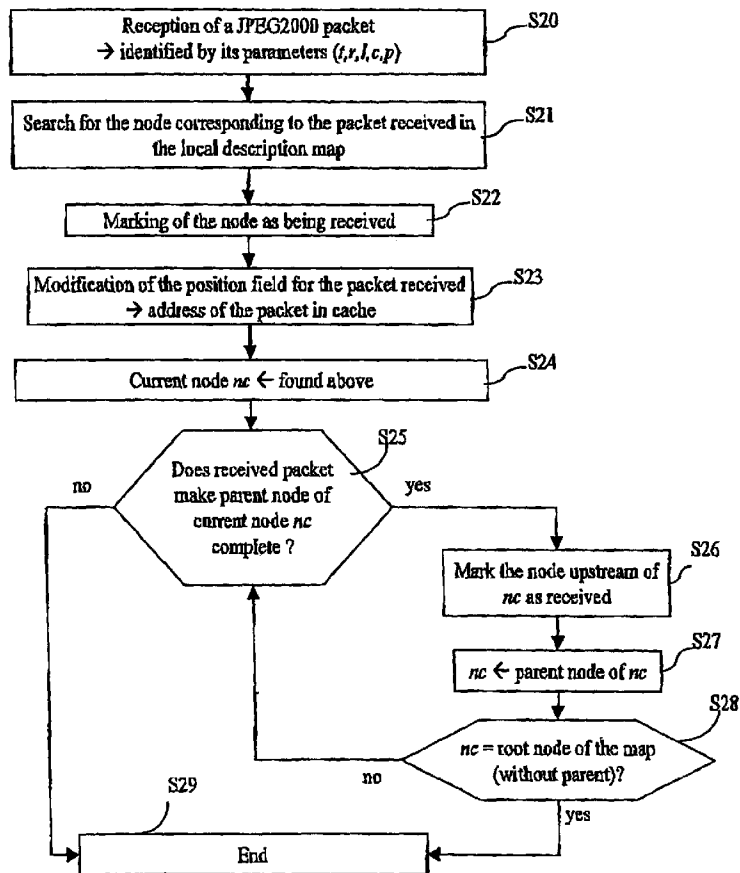 Reception of a JPEG2000 packet
→ identified by its parameters (t,r,l,c,p)
S20
Search for the node corresponding to the packet received in
the local description map
S21
Marking of the node as being received
S22
Modification of the position field for the packet received
→ address of the packet in cache
S23
Current node nc ← found above
S24
S25
Does received packet
make parent node of
current node nc
complete ?
no
yes
Mark the node upstream of
nc as received
S26
nc ← parent node of nc
S27
S28
nc = root node of the map
(without parent)?
no
yes
S29
End